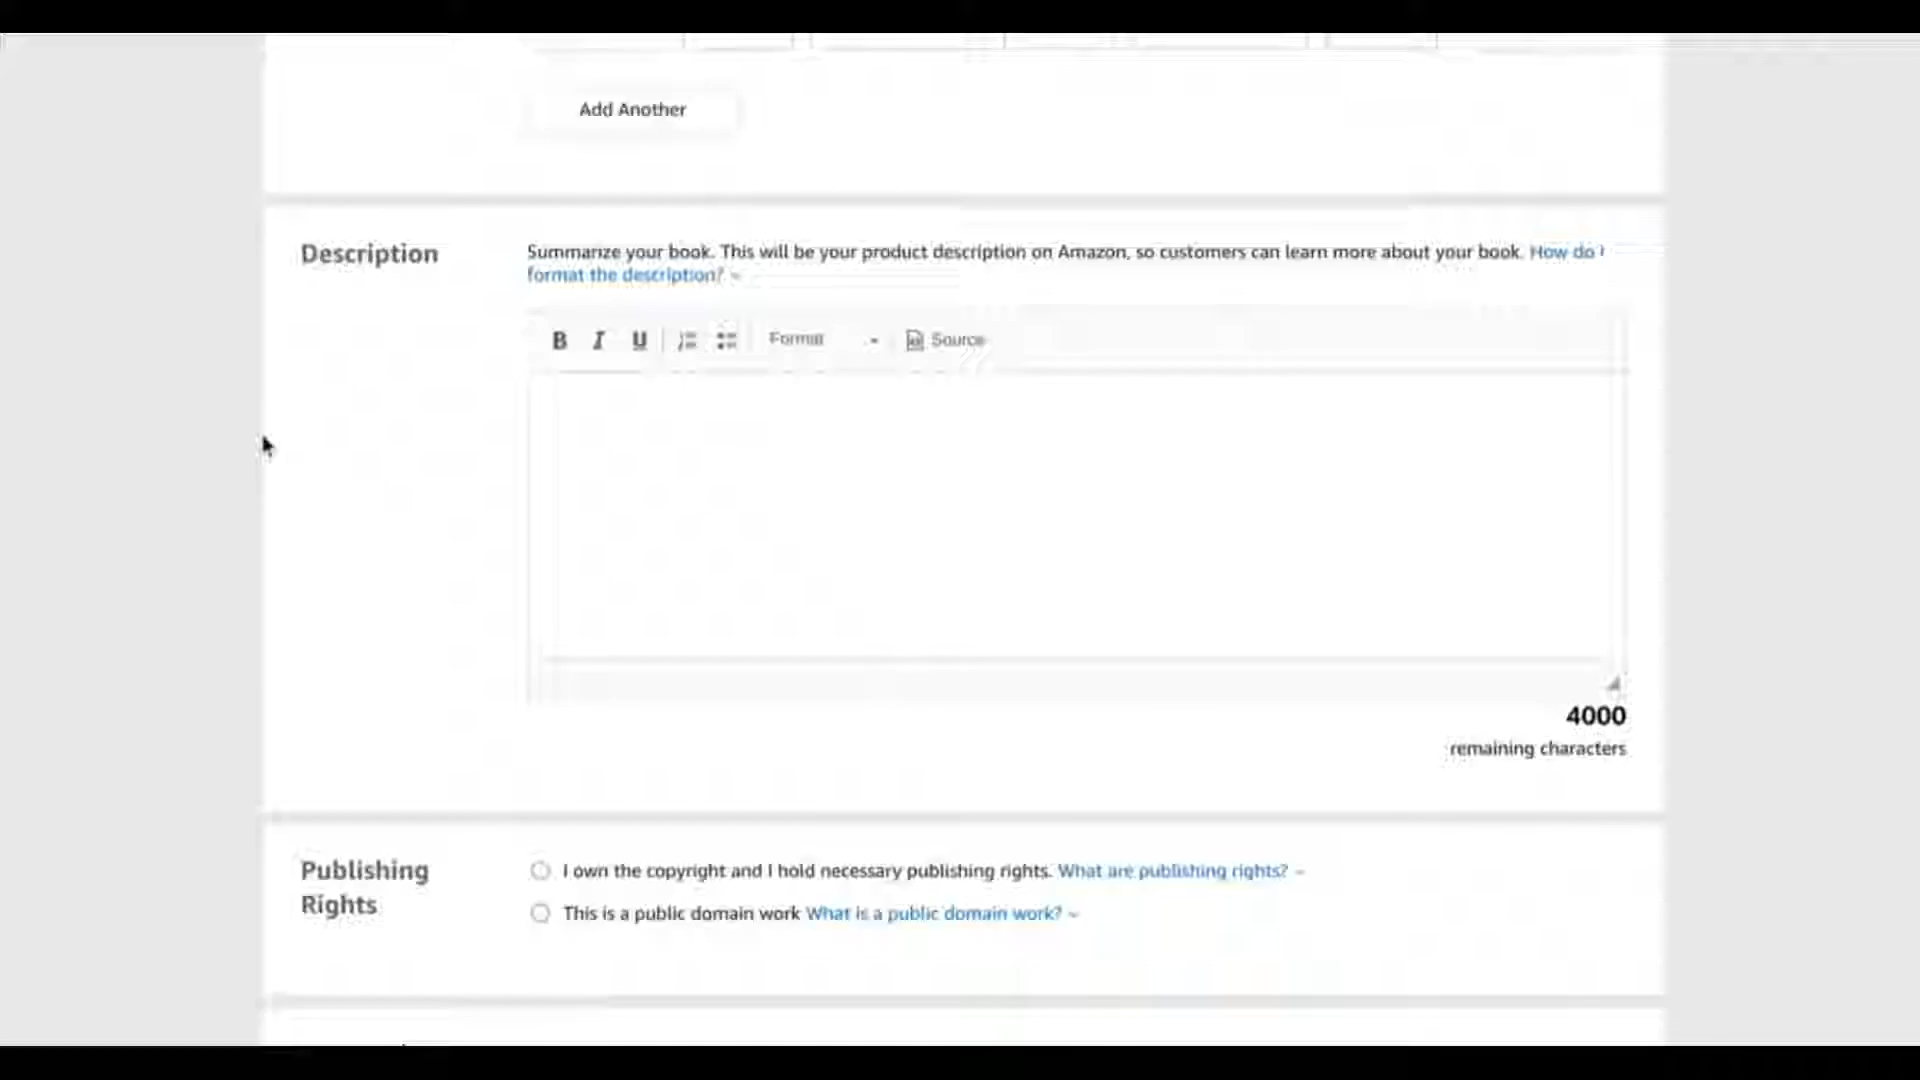 Add Another
Description
Summarize your book. This will be your product description on Amazon, so customers can learn more about your book. How do I
format the description?
B I U Format Source
4000
remaining characters
Publishing
Rights
I own the copyright and I hold necessary publishing rights. What are publishing rights?
This is a public domain work What is a public domain work?